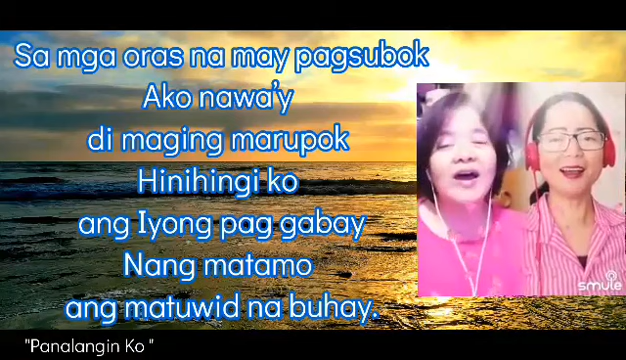 Sa mga oras na may pagsubok
Ako nawa'y
di maging marupok
Hinihingi ko
ang Iyong pag gabay
Nang matamo
ang matuwid na buhay.
smule
"Panalangin Ko "